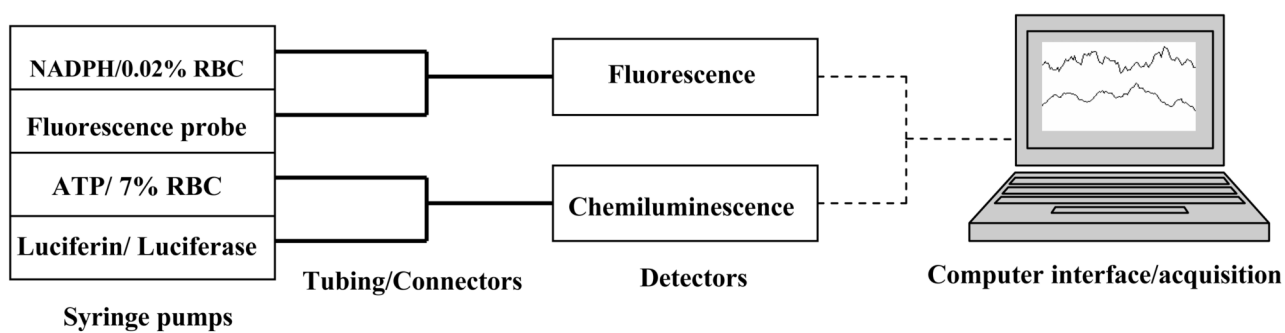 NADPH/0.02% RBC
Fluorescence probe
ATP/ 7% RBC
Luciferin/ Luciferase
Syringe pumps
Tubing/Connectors
Fluorescence
Chemiluminescence
Detectors
Computer interface/acquisition